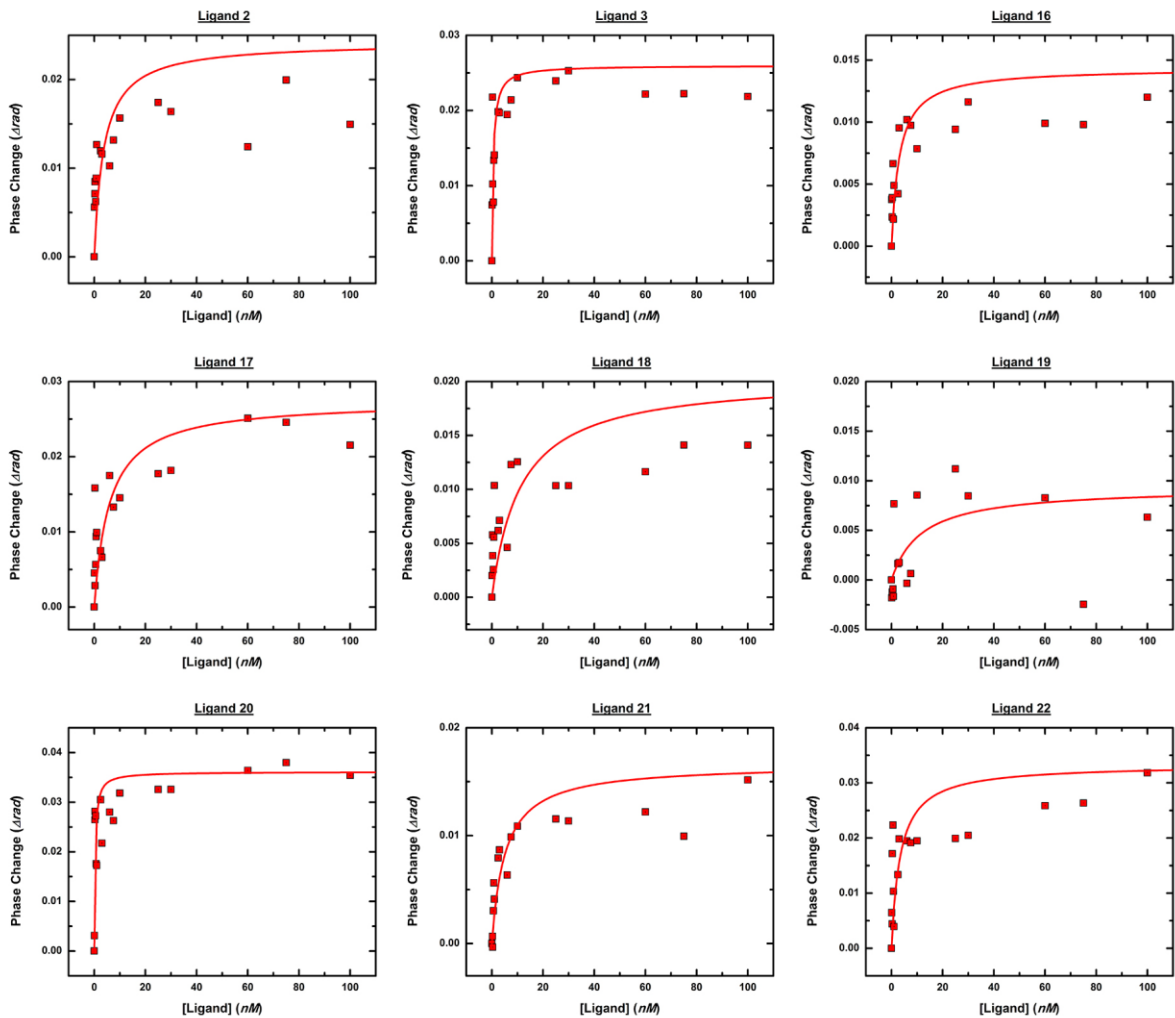 Ligand 2
0.02
0.01
0.00
Phase Change (Δrad)
0 20 40 60 80 100
[Ligand] (nM)
Ligand 3
0.03
0.02
0.01
0.00
Phase Change (Δrad)
0 20 40 60 80 100
[Ligand] (nM)
Ligand 16
0.015
0.010
0.005
0.000
Phase Change (Δrad)
0 20 40 60 80 100
[Ligand] (nM)
Ligand 17
0.03
0.02
0.01
0.00
Phase Change (Δrad)
0 20 40 60 80 100
[Ligand] (nM)
Ligand 18
0.020
0.015
0.010
0.005
0.000
Phase Change (Δrad)
0 20 40 60 80 100
[Ligand] (nM)
Ligand 19
0.020
0.015
0.010
0.005
0.000
-0.005
Phase Change (Δrad)
0 20 40 60 80 100
[Ligand] (nM)
Ligand 20
0.04
0.03
0.02
0.01
0.00
Phase Change (Δrad)
0 20 40 60 80 100
[Ligand] (nM)
Ligand 21
0.02
0.01
0.00
Phase Change (Δrad)
0 20 40 60 80 100
[Ligand] (nM)
Ligand 22
0.04
0.03
0.02
0.01
0.00
Phase Change (Δrad)
0 20 40 60 80 100
[Ligand] (nM)